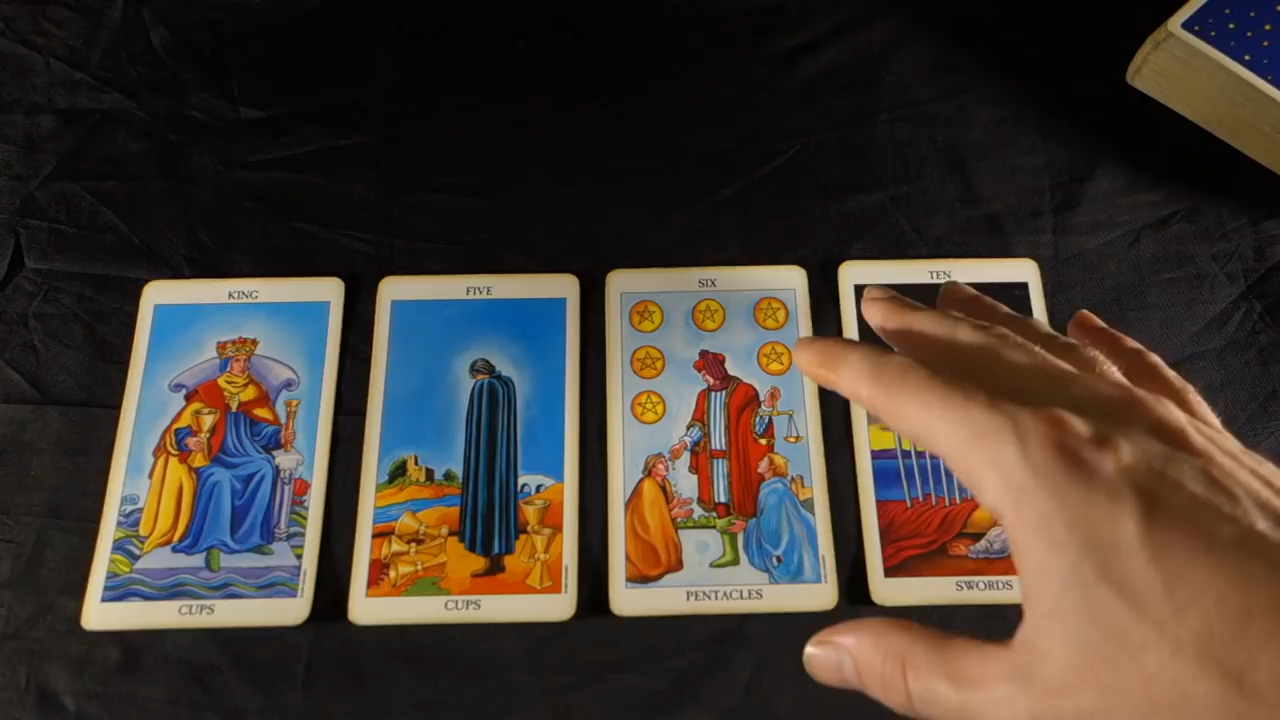 KING
CUPS
FIVE
CUPS
SIX
PENTACLES
TEN
SWORDS